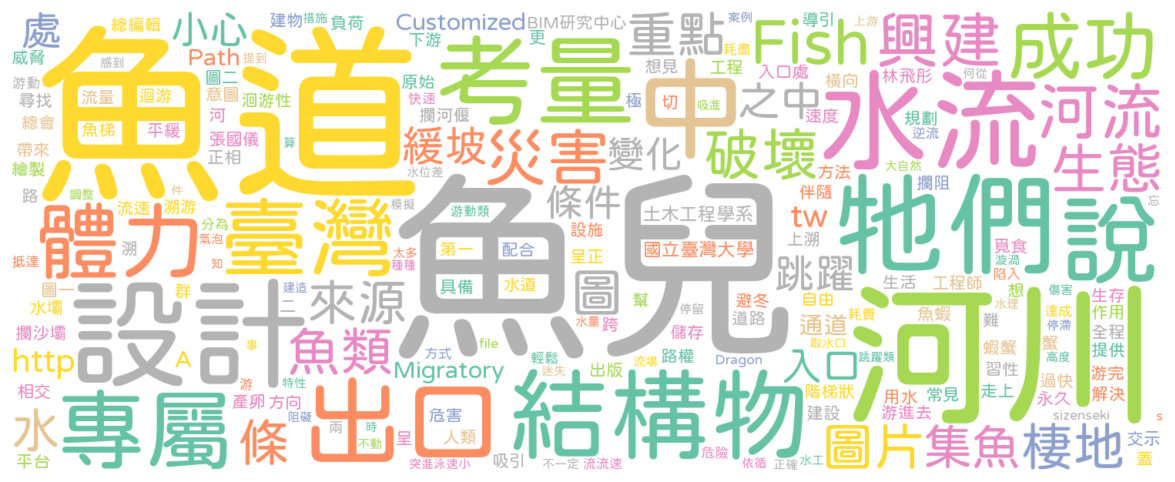 處 總編輯 建物 措施 負荷 Customized BIM研究中心 重點 案例 導引 上游 Fish 興建 成功
威脅 小心 感到 Path 提到 下游 考量 更 耗盡 工程 入口處 林飛彤 何從
游動 魚道 圖二 原始 想見 橫向 水流 河流
尋找 流量 迴游 意圖 迴游性 快速 攔河偃 極 中 切 吸進 之中 速度 規劃 逆流
總會 魚梯 平緩 河 張國儀 緩坡 災害 變化 破壞 大自然 生態
帶來 正相 算 水位差 方法
繪製 路 調整 件 模擬 魚兒 條件 伴隨 攔阻 忘
體力 流速 溯游 臺灣 游動類 土木工程學系 tw 牠們 說
分為 氣泡 設施 上溯 覓食
抵達 溯 知 第一 配合 呈正 國立臺灣大學 太多 種種 跳躍 漩渦 陷入
圖一 群 建造 具備 水道 圖 幫 避冬 生活 工程師 想 傷害 生存
水壩 設計 二 來源 停留 道路 自由 魚蝦 水理 達成 作用
攔沙壩 事 水量 跨 儲存 通道 耗費 河川 難 停滯 全程
http A 魚類 方式 file 輕鬆 路權 取水口 蝦蟹 蟹 高度 提供
相交 游 特性 Migratory 流場 迷失 出版 Dragon 入口 跳躍類 習性 過快 游完
產卵 方向 階梯狀 用水 常見 走上 永久 解決
水 專屬 條 阻礙 出口 危害 結構物 建設 游進去 sizenseki s
兩 時 人類 圖片 集魚 棲地 交示
平台 呈 不動 突進泳速小 吸引 不一定 流流速 危險 依循 正確 水工 蓋